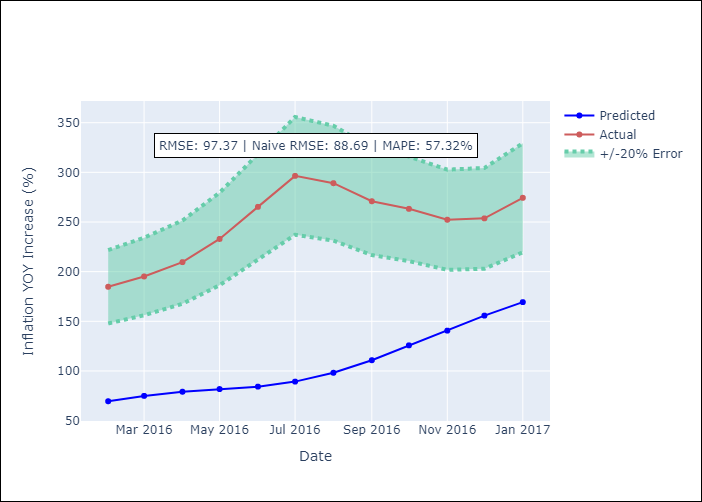 RMSE: 97.37 | Naive RMSE: 88.69 | MAPE: 57.32%
Predicted
Actual
+/-20% Error
Inflation YOY Increase (%)
350
300
250
200
150
100
50
Mar 2016
May 2016
Jul 2016
Sep 2016
Nov 2016
Jan 2017
Date